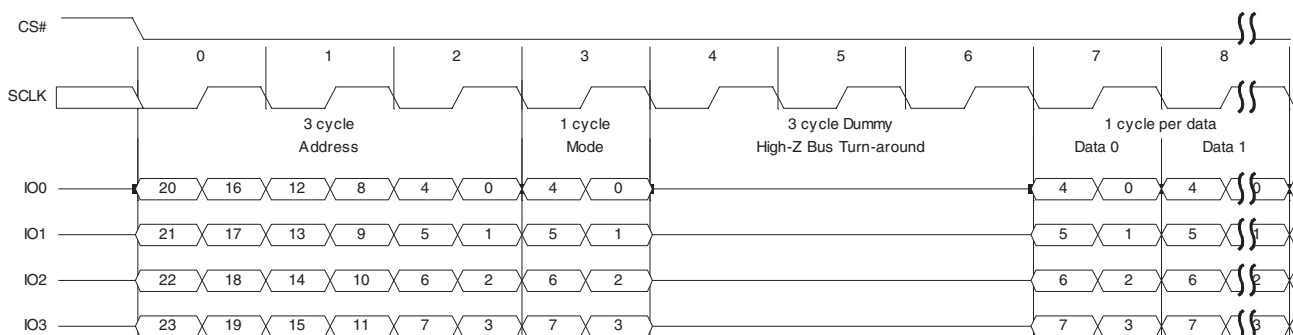 CS#
0 1 2 3 4 5 6 7 8
SCLK
3 cycle 1 cycle 3 cycle Dummy 1 cycle per data
Address Mode High-Z Bus Turn-around Data 0 Data 1
IO0 20 16 12 8 4 0 4 0 4 0 4 0
IO1 21 17 13 9 5 1 5 1 5 1 5 1
IO2 22 18 14 10 6 2 6 2 6 2 6 2
IO3 23 19 15 11 7 3 7 3 7 3 7 3